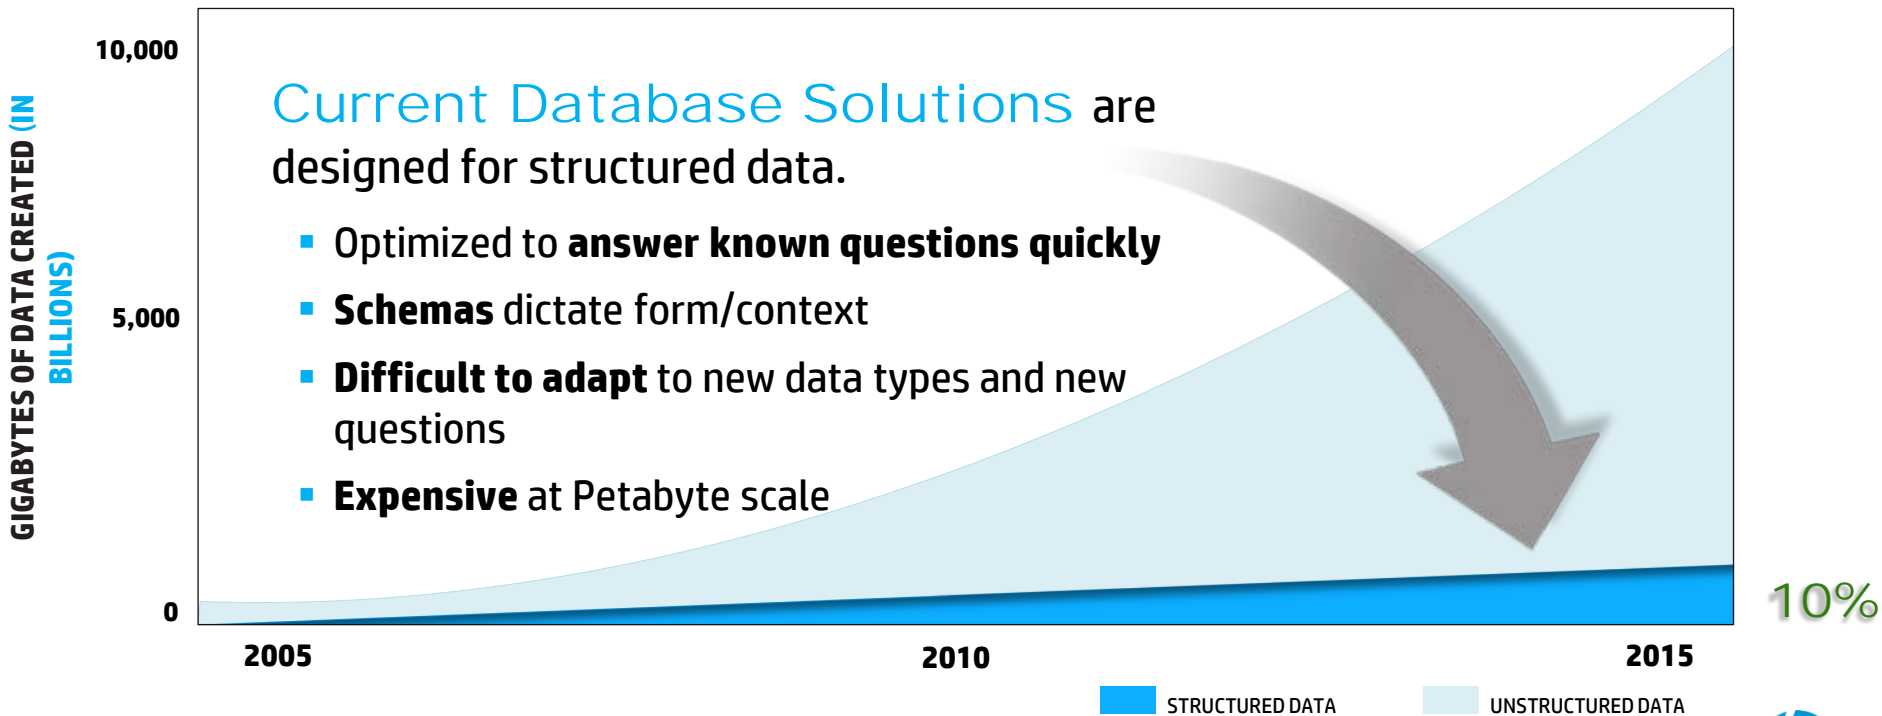 GIGABYTES OF DATA CREATED (IN
BILLIONS)
10,000
5,000
0
Current Database Solutions are
designed for structured data.
▪ Optimized to answer known questions quickly
▪ Schemas dictate form/context
▪ Difficult to adapt to new data types and new
questions
▪ Expensive at Petabyte scale
10%
2005
2010
2015
STRUCTURED DATA
UNSTRUCTURED DATA